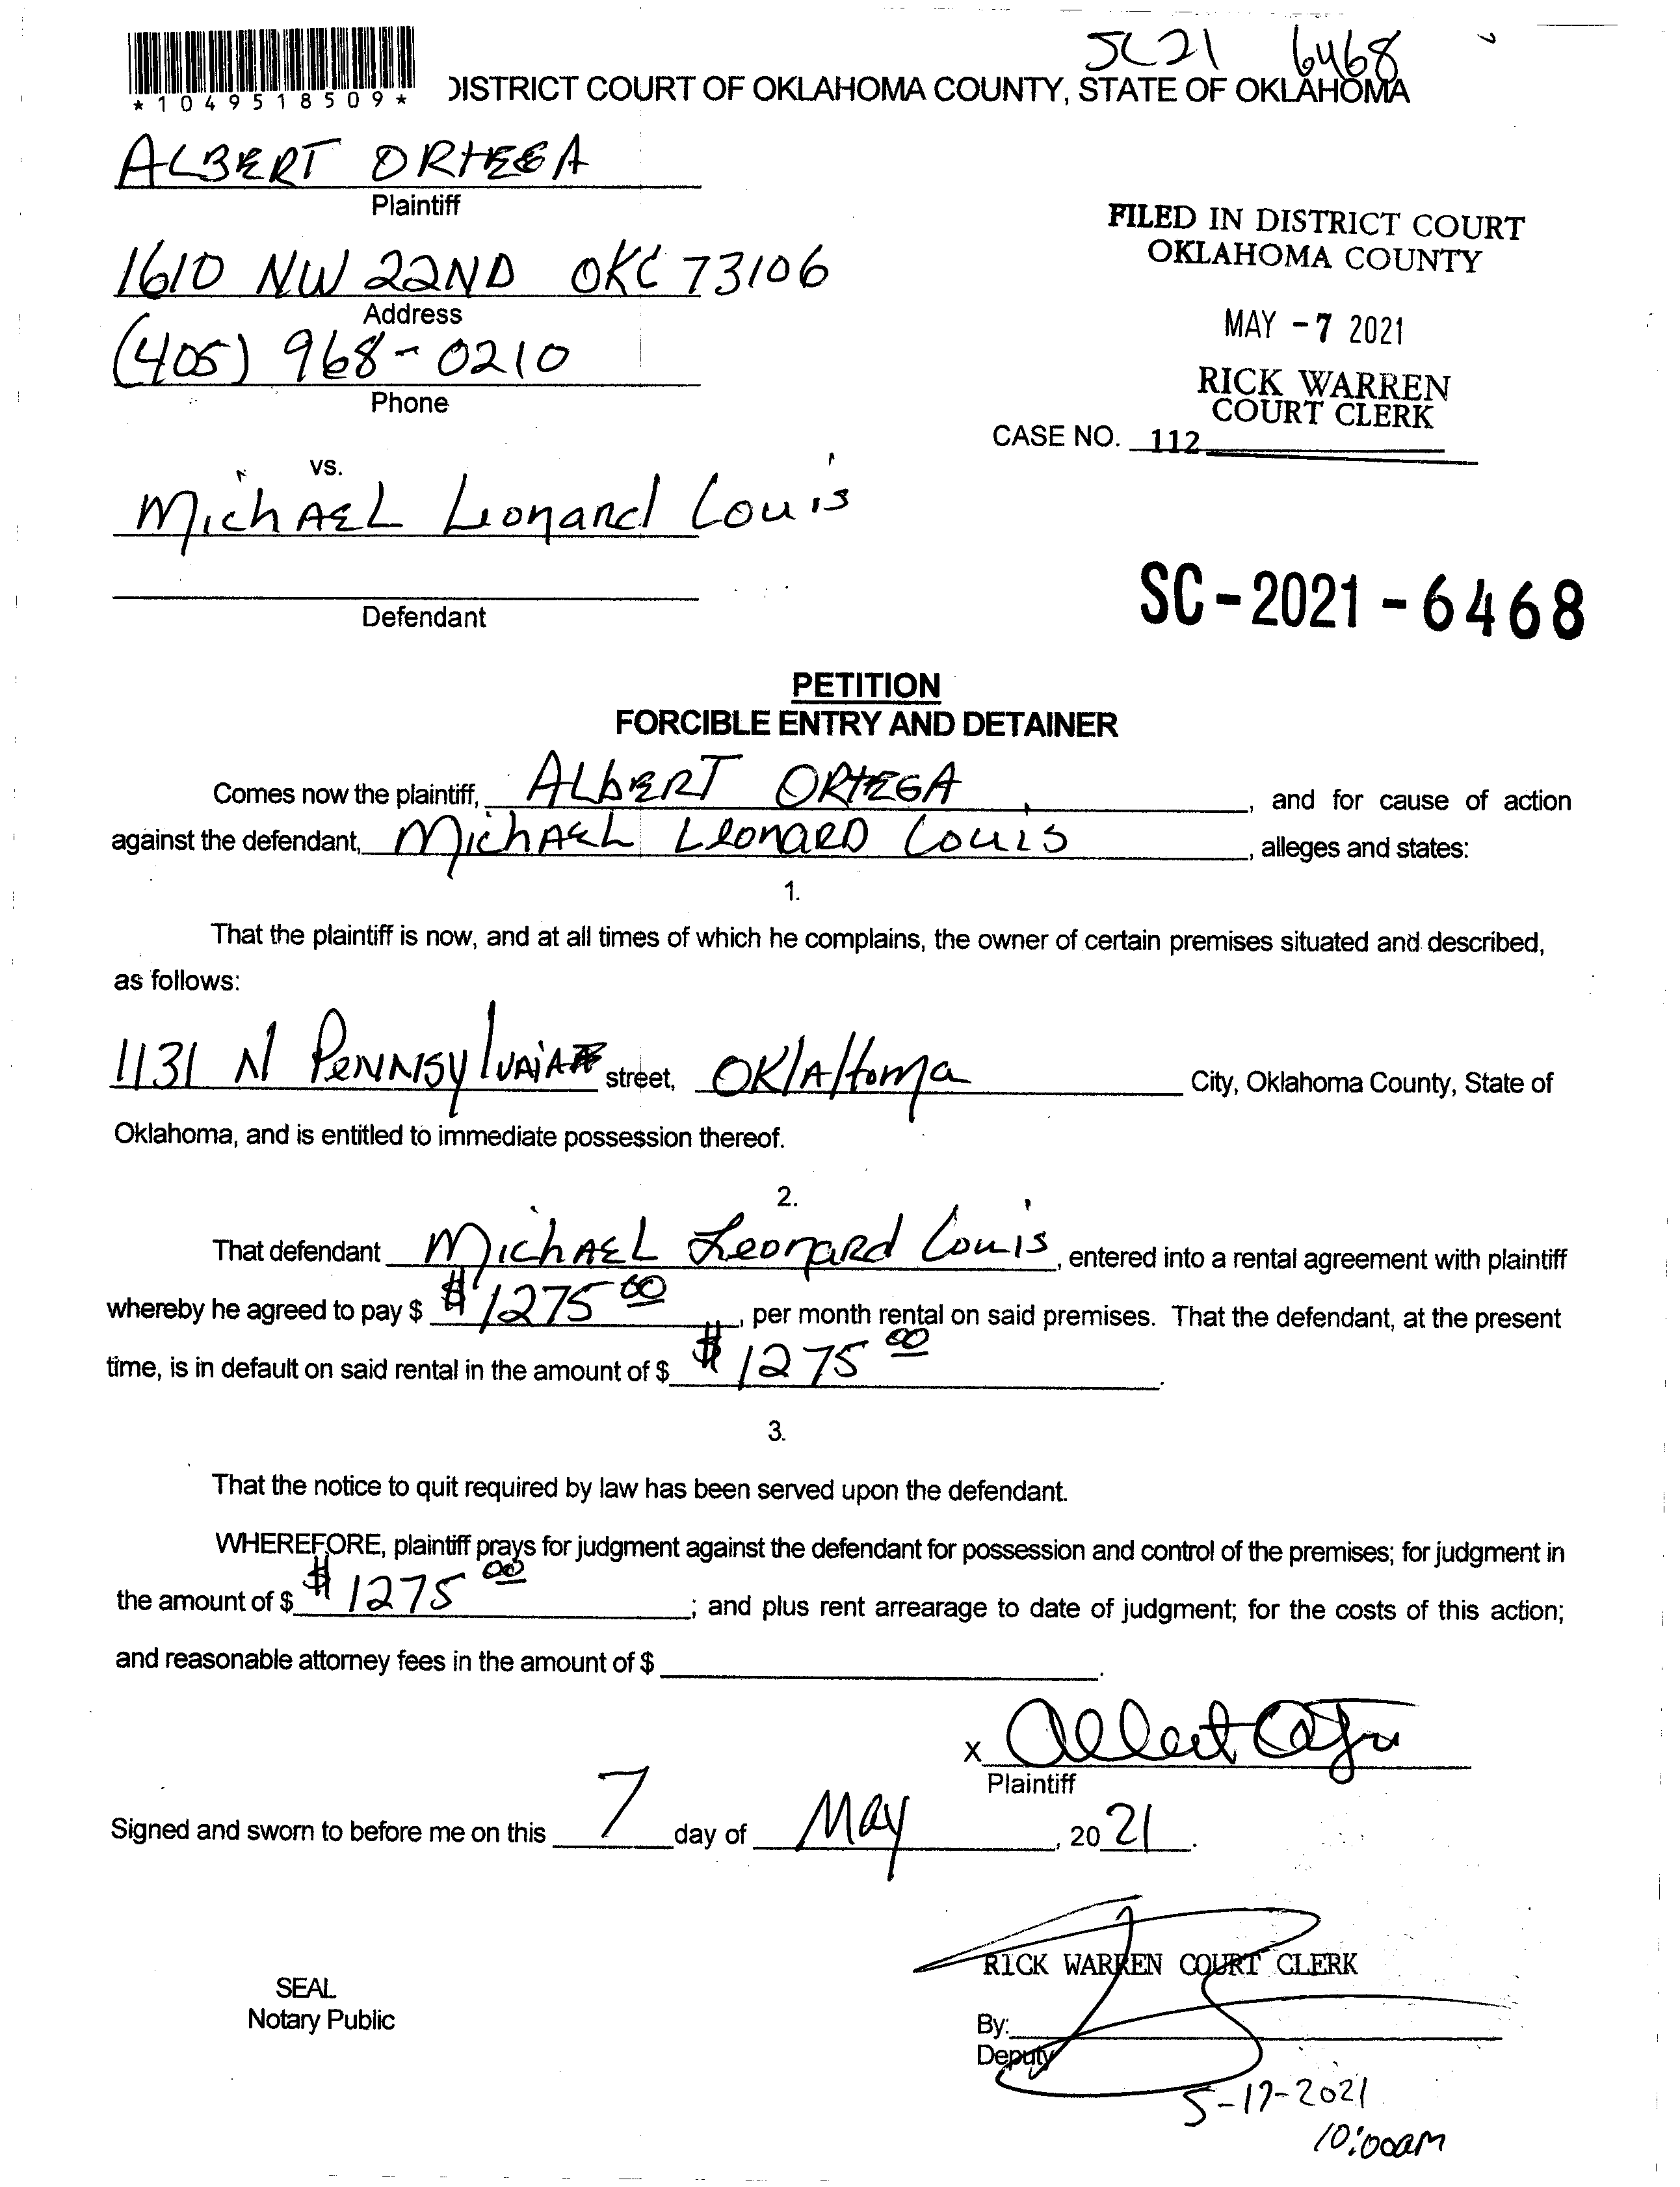 SC21 6468
*1049518509*
DISTRICT COURT OF OKLAHOMA COUNTY, STATE OF OKLAHOMA
ALBERT ORTEGA
Plaintiff
1610 NW 22ND OKC 73106
Address
(405) 968-0210
Phone
FILED IN DISTRICT COURT
OKLAHOMA COUNTY
MAY -7 2021
RICK WARREN
COURT CLERK
CASE NO. 112
vs.
Michael Leonard Louis
Defendant
SC-2021-6468
PETITION
FORCIBLE ENTRY AND DETAINER
Comes now the plaintiff, ALBERT ORTEGA, and for cause of action
against the defendant, Michael Leonard Louis, alleges and states:
1.
That the plaintiff is now, and at all times of which he complains, the owner of certain premises situated and described,
as follows:
1131 N Pennsylvaia street, Oklahoma City, Oklahoma County, State of
Oklahoma, and is entitled to immediate possession thereof.
2.
That defendant Michael Leonard Louis, entered into a rental agreement with plaintiff
whereby he agreed to pay $ $1275 00, per month rental on said premises. That the defendant, at the present
time, is in default on said rental in the amount of $ $1275 00.
3.
That the notice to quit required by law has been served upon the defendant.
WHEREFORE, plaintiff prays for judgment against the defendant for possession and control of the premises; for judgment in
the amount of $ $1275 00; and plus rent arrearage to date of judgment; for the costs of this action;
and reasonable attorney fees in the amount of $
x Albert Ortega
Plaintiff
Signed and sworn to before me on this 7 day of May, 2021.
RICK WARREN COURT CLERK
SEAL
Notary Public
By:
Deputy
5-17-2021
10:00am